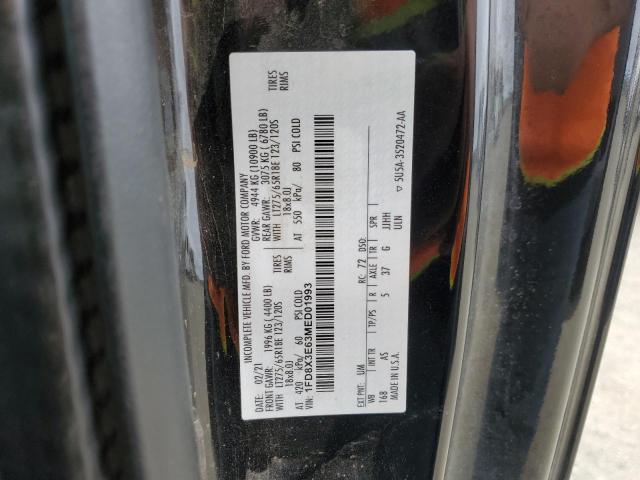 INCOMPLETE VEHICLE MFD. BY FORD MOTOR COMPANY
02/21 GVWR: 4944 KG (10900 LB)
FRONT GAWR: 1996 KG (4400 LB) REAR GAWR: 3075 KG (6780 LB)
WITH LT275/65R18E 123/120S TIRES WITH LT275/65R18E 123/120S TIRES
18x8.0J RIMS 18x8.0J RIMS
AT 420 kPa/ 60 PSI COLD AT 550 kPa/ 80 PSI COLD
VIN: 1FD8X3E63MED01993
EXT PNT: UM RC: 72 DSO:
WB INT TR TP/PS R AXLE TR SPR
168 AS 5 37 G JJHH
ULN
MADE IN U.S.A. ▽ 5U5A-3520472-AA